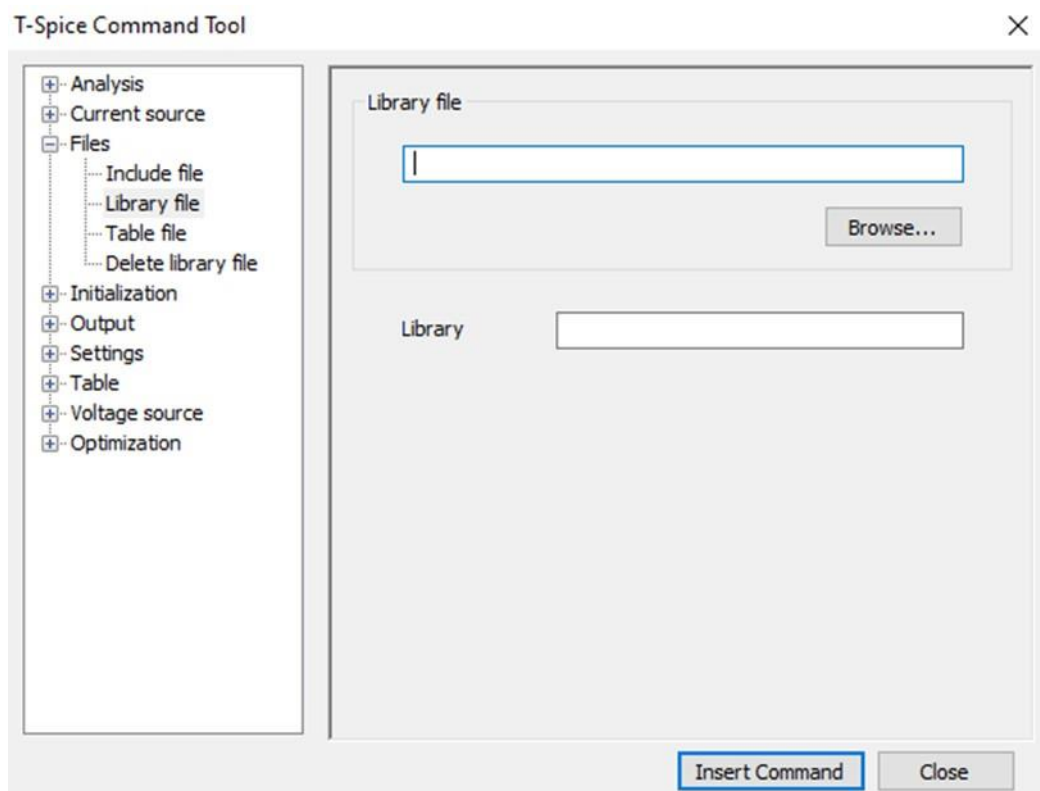 T-Spice Command Tool
Analysis
Current source
Files
Include file
Library file
Table file
Delete library file
Initialization
Output
Settings
Table
Voltage source
Optimization
Library file
Browse...
Library
Insert Command
Close